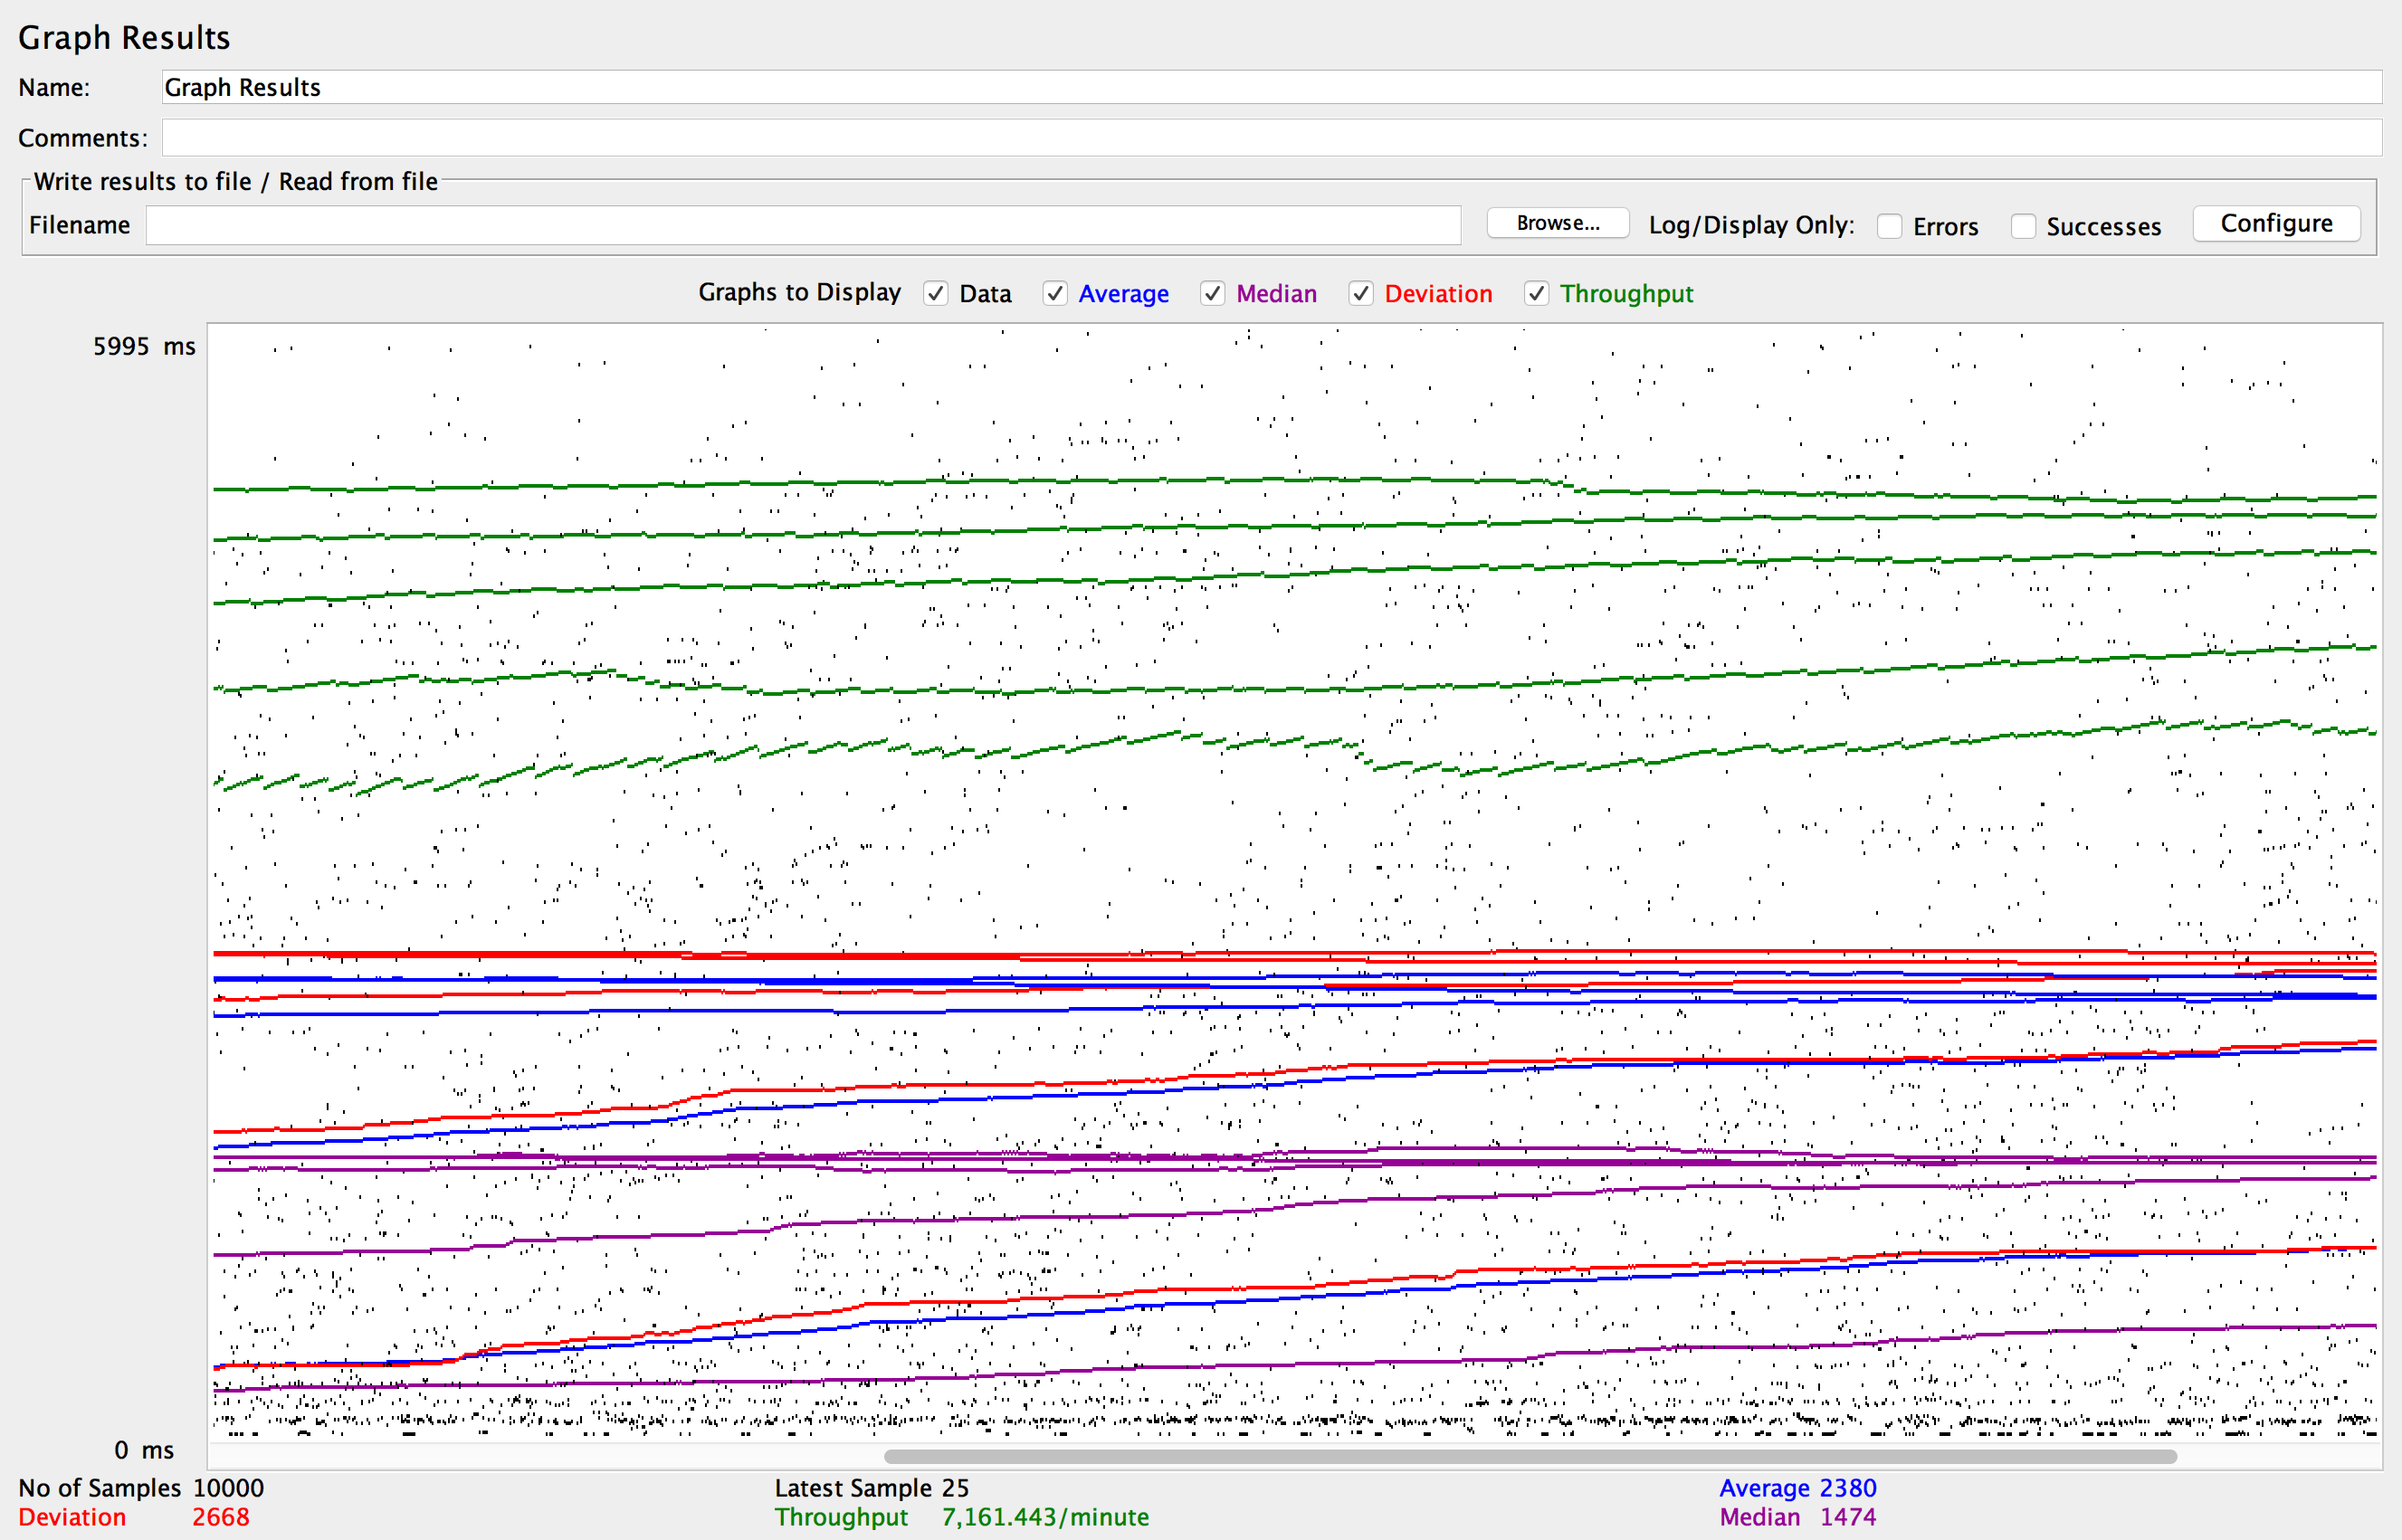 Graph Results
Name: Graph Results
Comments:
Write results to file / Read from file
Filename Browse... Log/Display Only: Errors Successes Configure
Graphs to Display Data Average Median Deviation Throughput
5995 ms
0 ms
No of Samples 10000 Latest Sample 25 Average 2380
Deviation 2668 Throughput 7,161.443/minute Median 1474